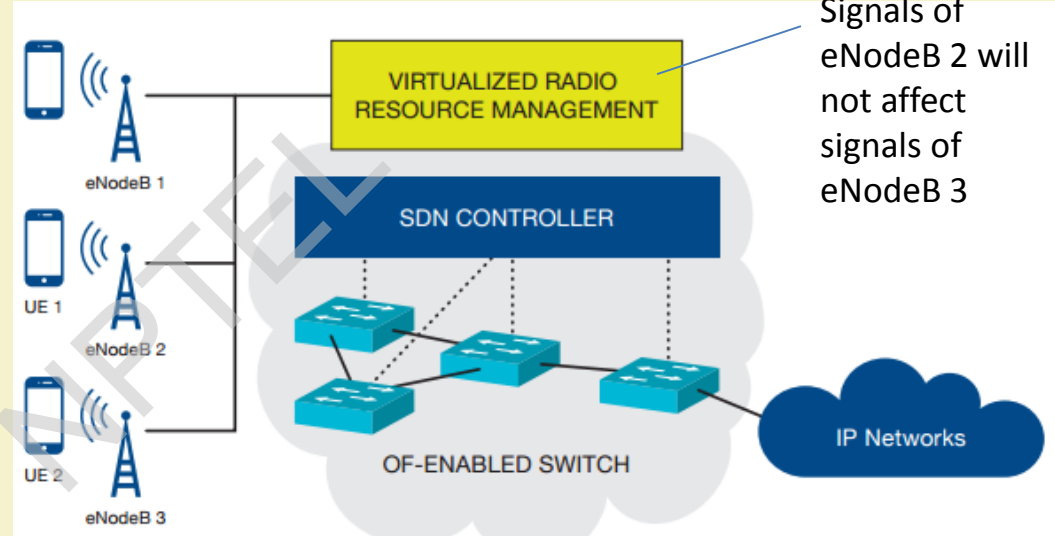 Signals of
eNodeB 2 will
not affect
signals of
eNodeB 3
VIRTUALIZED RADIO
RESOURCE MANAGEMENT
eNodeB 1
SDN CONTROLLER
UE 1
eNodeB 2
UE 2
eNodeB 3
OF-ENABLED SWITCH
IP Networks
NPTEL